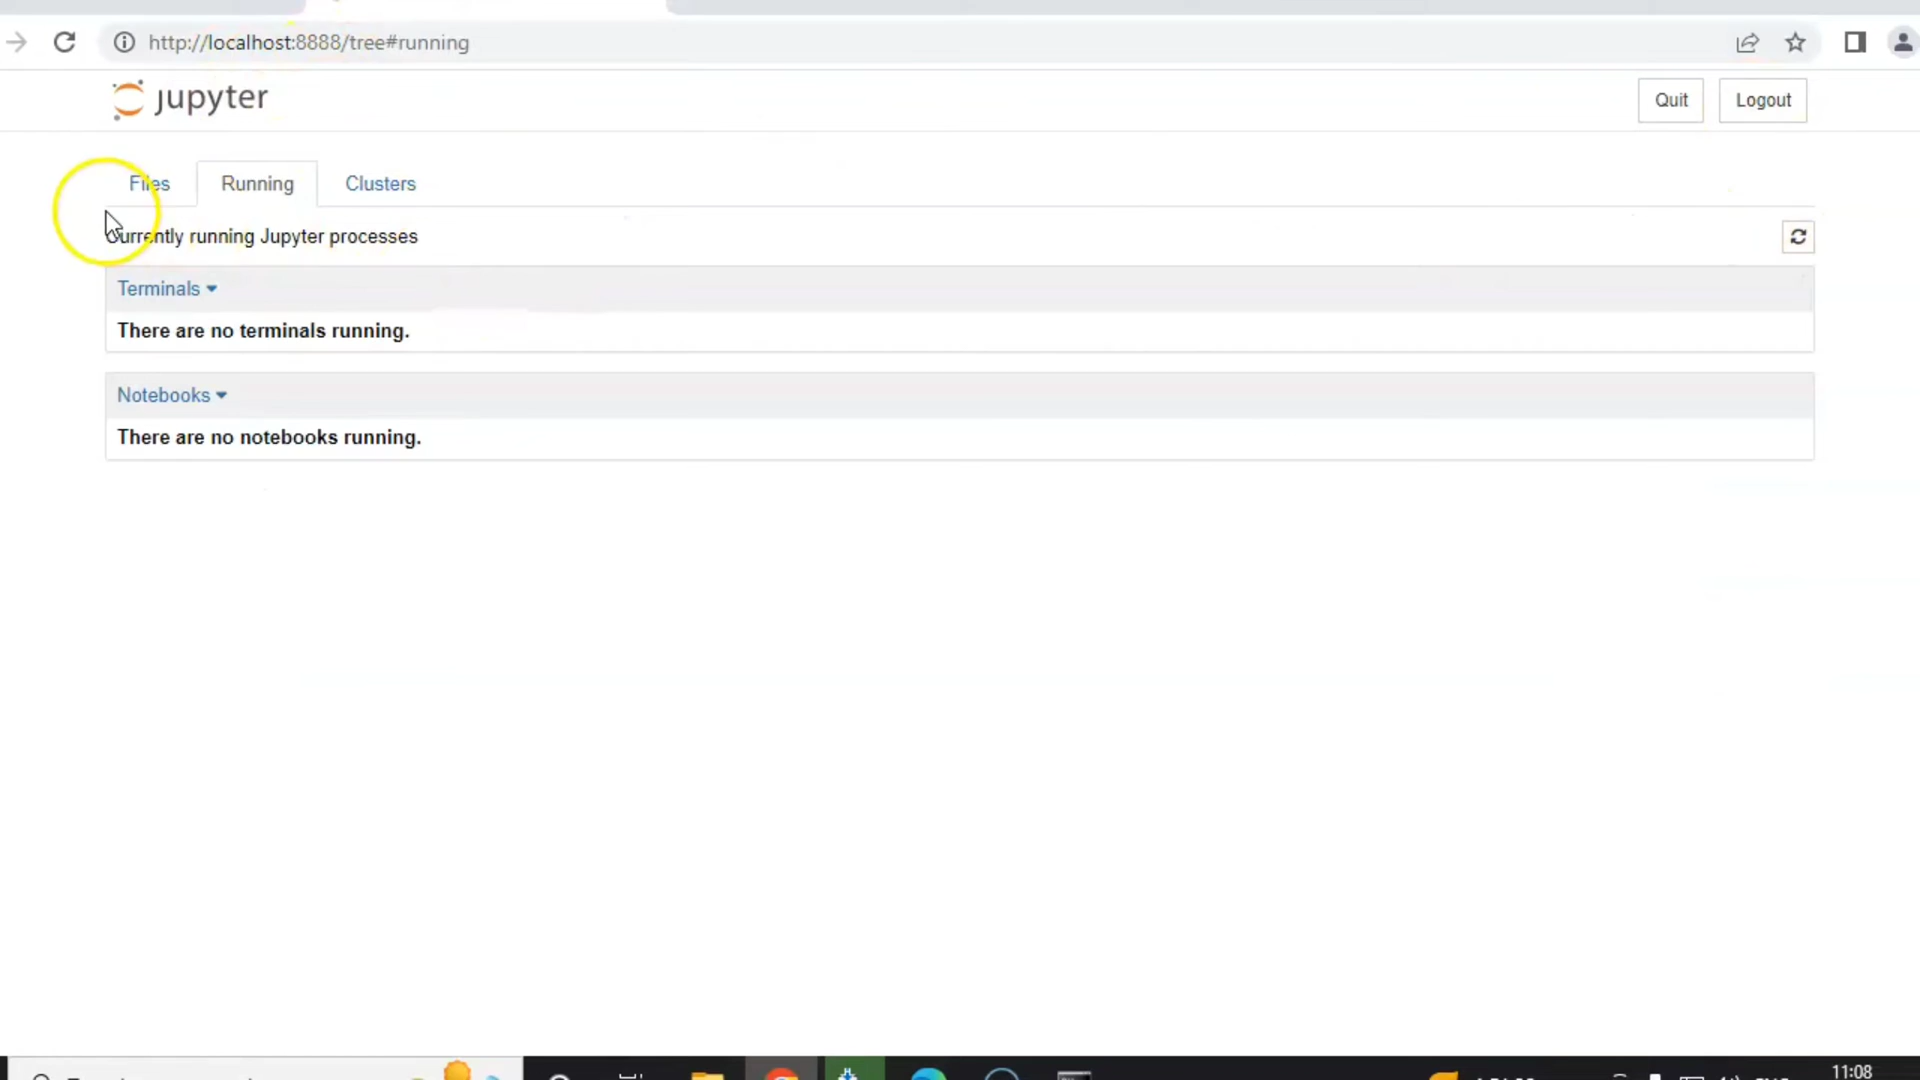 http://localhost:8888/tree#running
jupyter
Quit
Logout
Files
Running
Clusters
Currently running Jupyter processes
Terminals
There are no terminals running.
Notebooks
There are no notebooks running.
11:08